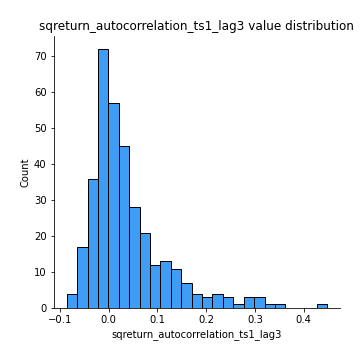 sqreturn_autocorrelation_ts1_lag3 value distribution
70
60
50
40
30
20
10
0
Count
−0.1 0.0 0.1 0.2 0.3 0.4
sqreturn_autocorrelation_ts1_lag3